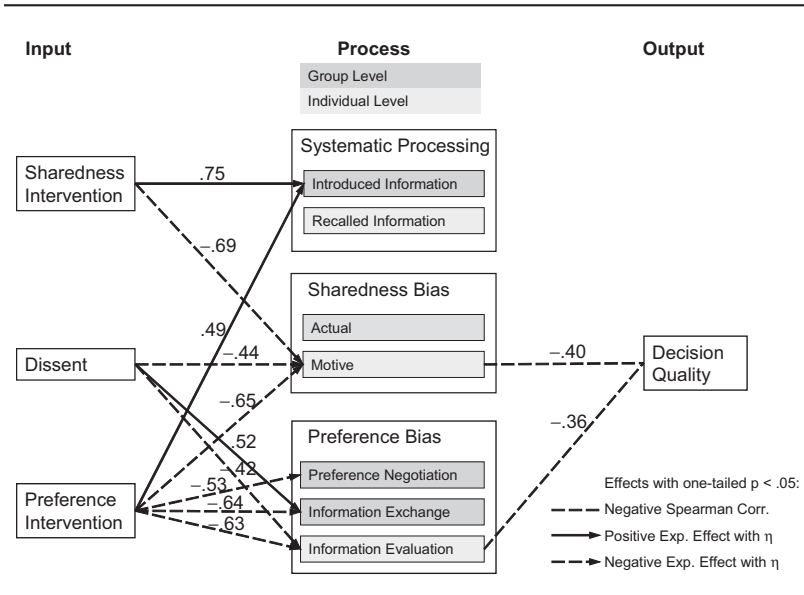 Input
Process
Output
Group Level
Individual Level
Systematic Processing
Sharedness
Intervention
.75
Introduced Information
Recalled Information
–.69
Sharedness Bias
Actual
.49
–.44
–.40
Dissent
Motive
Decision
Quality
–.65
–.36
.52
Preference Bias
–.42
Preference Negotiation
–.53
Preference
Intervention
–.64
Information Exchange
–.63
Information Evaluation
Effects with one-tailed p < .05:
Negative Spearman Corr.
Positive Exp. Effect with η
Negative Exp. Effect with η